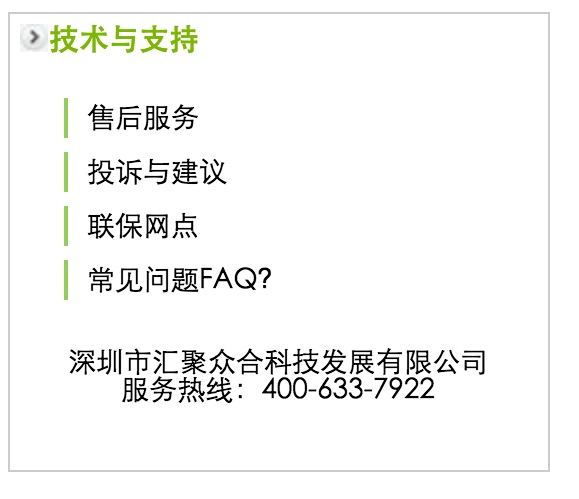 技术与支持
售后服务
投诉与建议
联保网点
常见问题FAQ?
深圳市汇聚众合科技发展有限公司
服务热线：400-633-7922